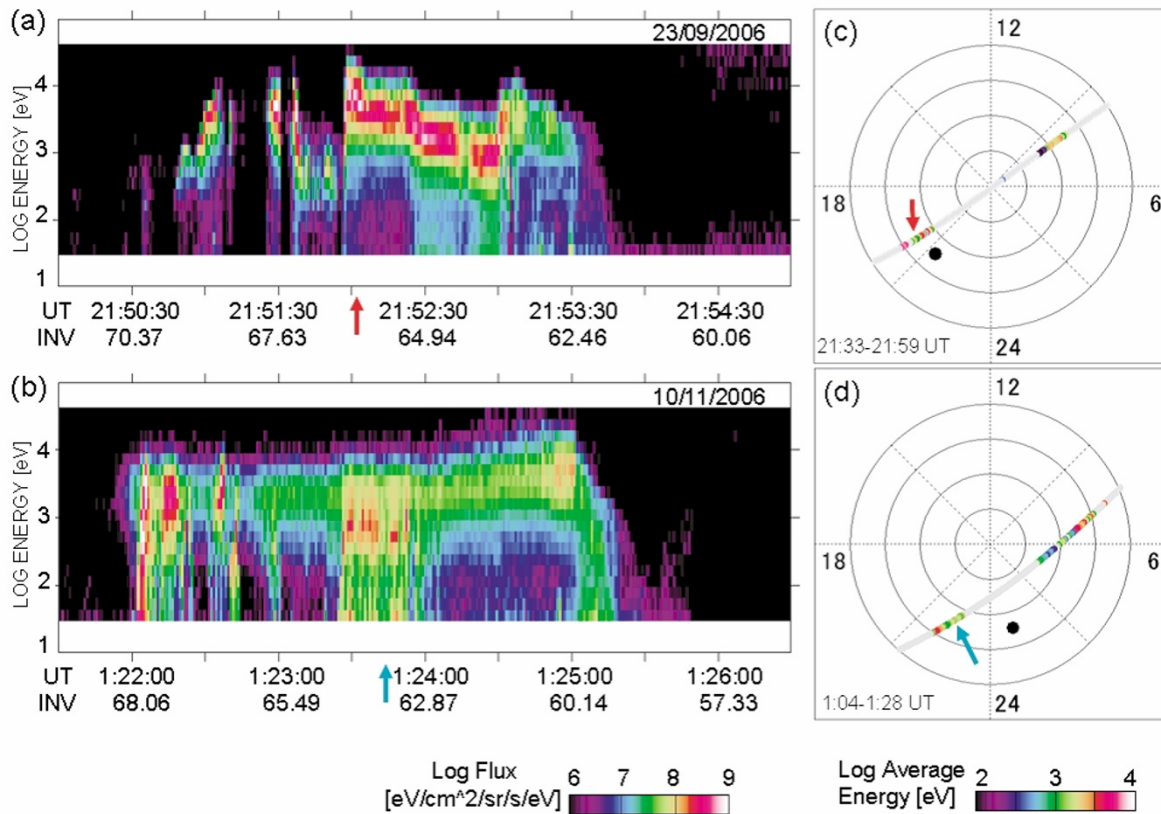 (a)
23/09/2006
LOG ENERGY [eV]
4
3
2
1
UT 21:50:30 21:51:30 21:52:30 21:53:30 21:54:30
INV 70.37 67.63 64.94 62.46 60.06
(b)
10/11/2006
LOG ENERGY [eV]
4
3
2
1
UT 1:22:00 1:23:00 1:24:00 1:25:00 1:26:00
INV 68.06 65.49 62.87 60.14 57.33
Log Flux
[eV/cm^2/sr/s/eV]
6 7 8 9
(c)
12
18
6
24
21:33-21:59 UT
(d)
12
18
6
24
1:04-1:28 UT
Log Average
Energy [eV]
2 3 4